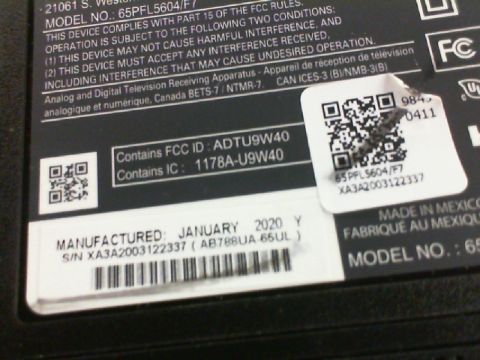 21061 S. Western
MODEL NO.: 65PFL5604/F7
THIS DEVICE COMPLIES WITH PART 15 OF THE FCC RULES.
OPERATION IS SUBJECT TO THE FOLLOWING TWO CONDITIONS:
(1) THIS DEVICE MAY NOT CAUSE HARMFUL INTERFERENCE, AND
(2) THIS DEVICE MUST ACCEPT ANY INTERFERENCE RECEIVED,
INCLUDING INTERFERENCE THAT MAY CAUSE UNDESIRED OPERATION.
Analog and Digital Television Receiving Apparatus - Appareil de réception de télévision
analogique et numérique, Canada BETS-7 / NTMR-7. CAN ICES-3 (B)/NMB-3(B)
FC
Contains FCC ID : ADTU9W40
Contains IC : 1178A-U9W40
0411
65PFL5604/F7
XA3A2003122337
MANUFACTURED: JANUARY 2020 Y
S/N XA3A2003122337 ( AB788UA-65UL )
MADE IN MEXICO
FABRIQUÉ AU MEXIQUE
MODEL NO. : 65